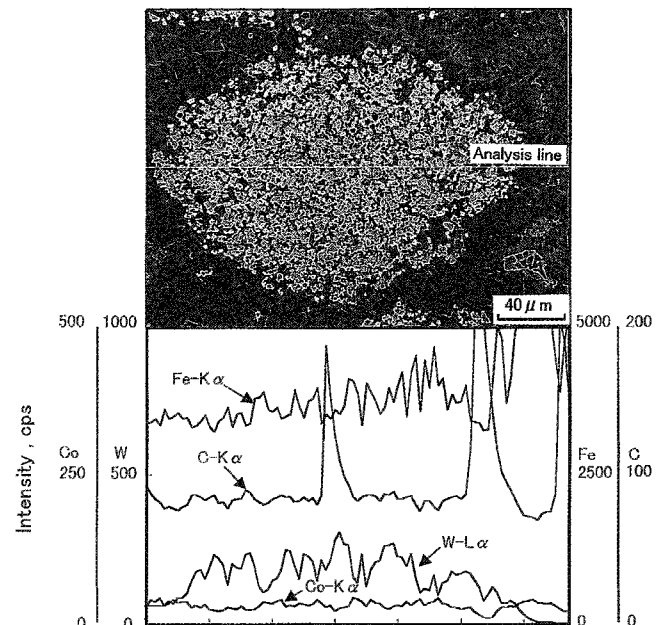 Analysis line
40 μm
500 1000 5000 200
Fe-Kα
C-Kα
Co W Fe C
250 500 2500 100
W-Lα
Co-Kα
0 0 0 0
Intensity , cps